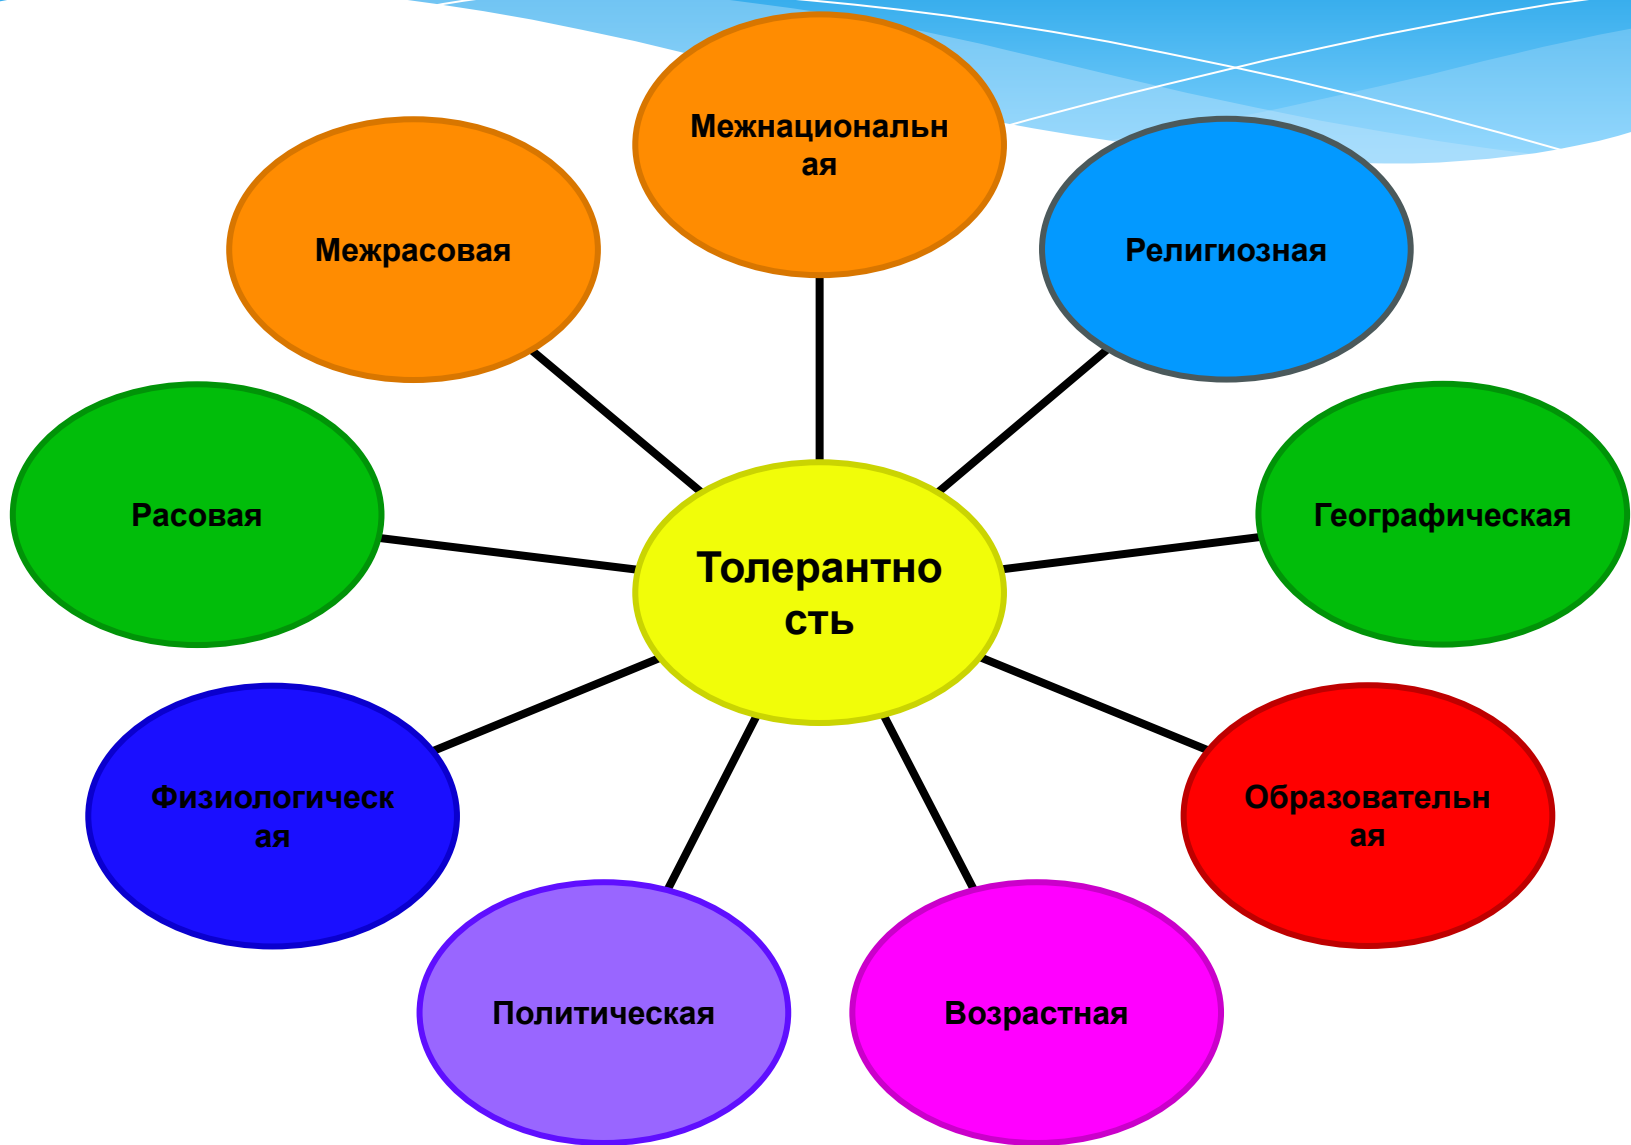 Межнациональн
ая
Межрасовая
Религиозная
Расовая
Географическая
Толерантно
сть
Физиологическ
ая
Образовательн
ая
Политическая
Возрастная